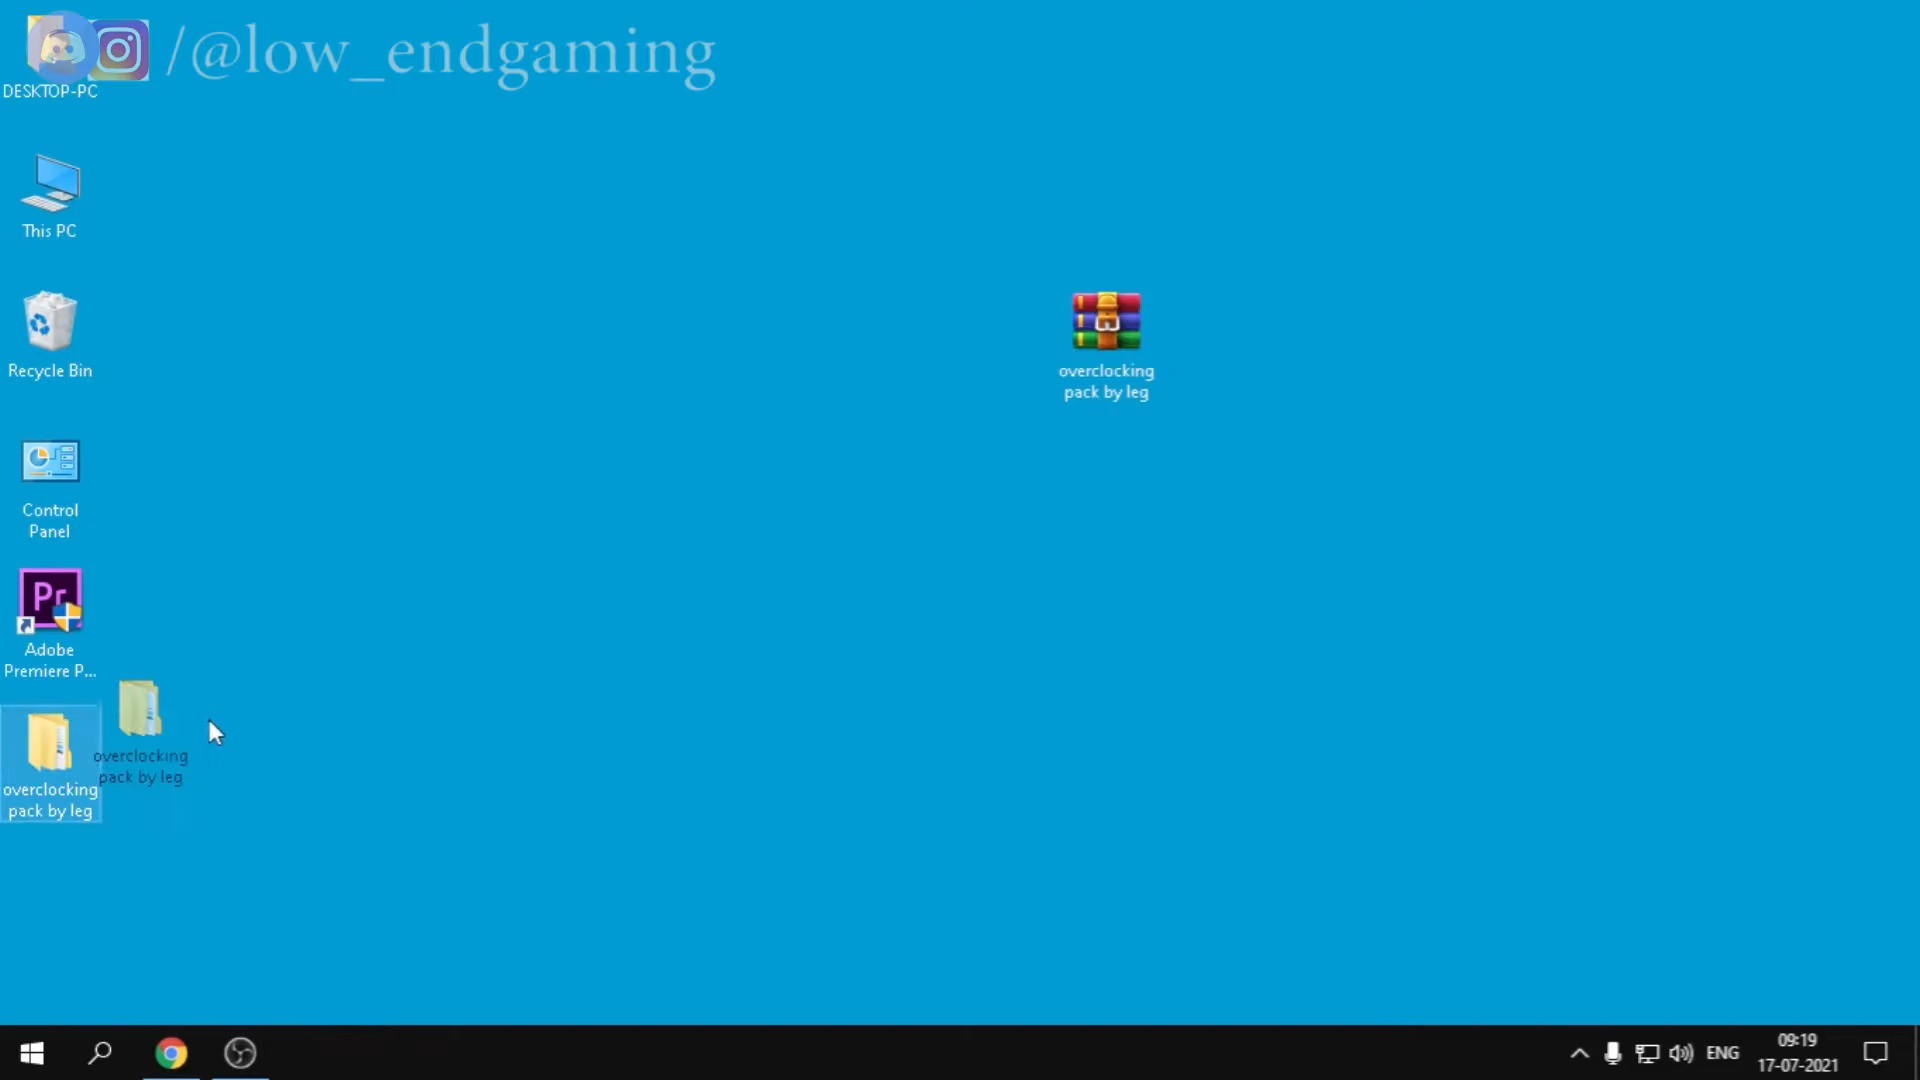 /@low_endgaming
DESKTOP-PC
This PC
Recycle Bin
Control
Panel
Pr
Adobe
Premiere P...
overclocking
pack by leg
overclocking
pack by leg
overclocking
pack by leg
ENG
09:19
17-07-2021